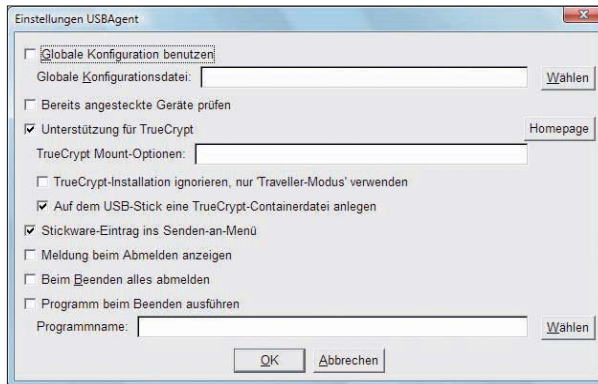 Einstellungen USBAgent
Globale Konfiguration benutzen
Globale Konfigurationsdatei: Wählen
Bereits angesteckte Geräte prüfen
Unterstützung für TrueCrypt Homepage
TrueCrypt Mount-Optionen:
TrueCrypt-Installation ignorieren, nur 'Traveller-Modus' verwenden
Auf dem USB-Stick eine TrueCrypt-Containerdatei anlegen
Stickware-Eintrag ins Senden-an-Menü
Meldung beim Abmelden anzeigen
Beim Beenden alles abmelden
Programm beim Beenden ausführen
Programmname: Wählen
OK Abbrechen